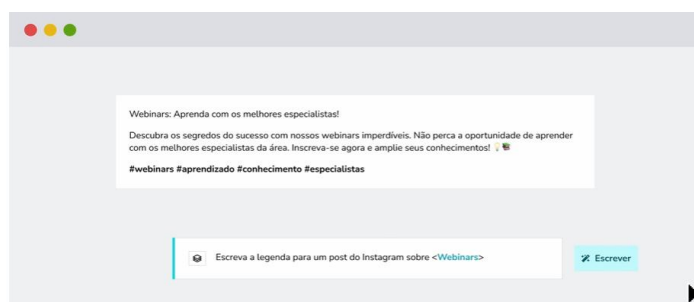 Webinars: Aprenda com os melhores especialistas!
Descubra os segredos do sucesso com nossos webinars imperdíveis. Não perca a oportunidade de aprender
com os melhores especialistas da área. Inscreva-se agora e amplie seus conhecimentos! 💡📚
#webinars #aprendizado #conhecimento #especialistas
Escreva a legenda para um post do Instagram sobre <Webinars>
Escrever